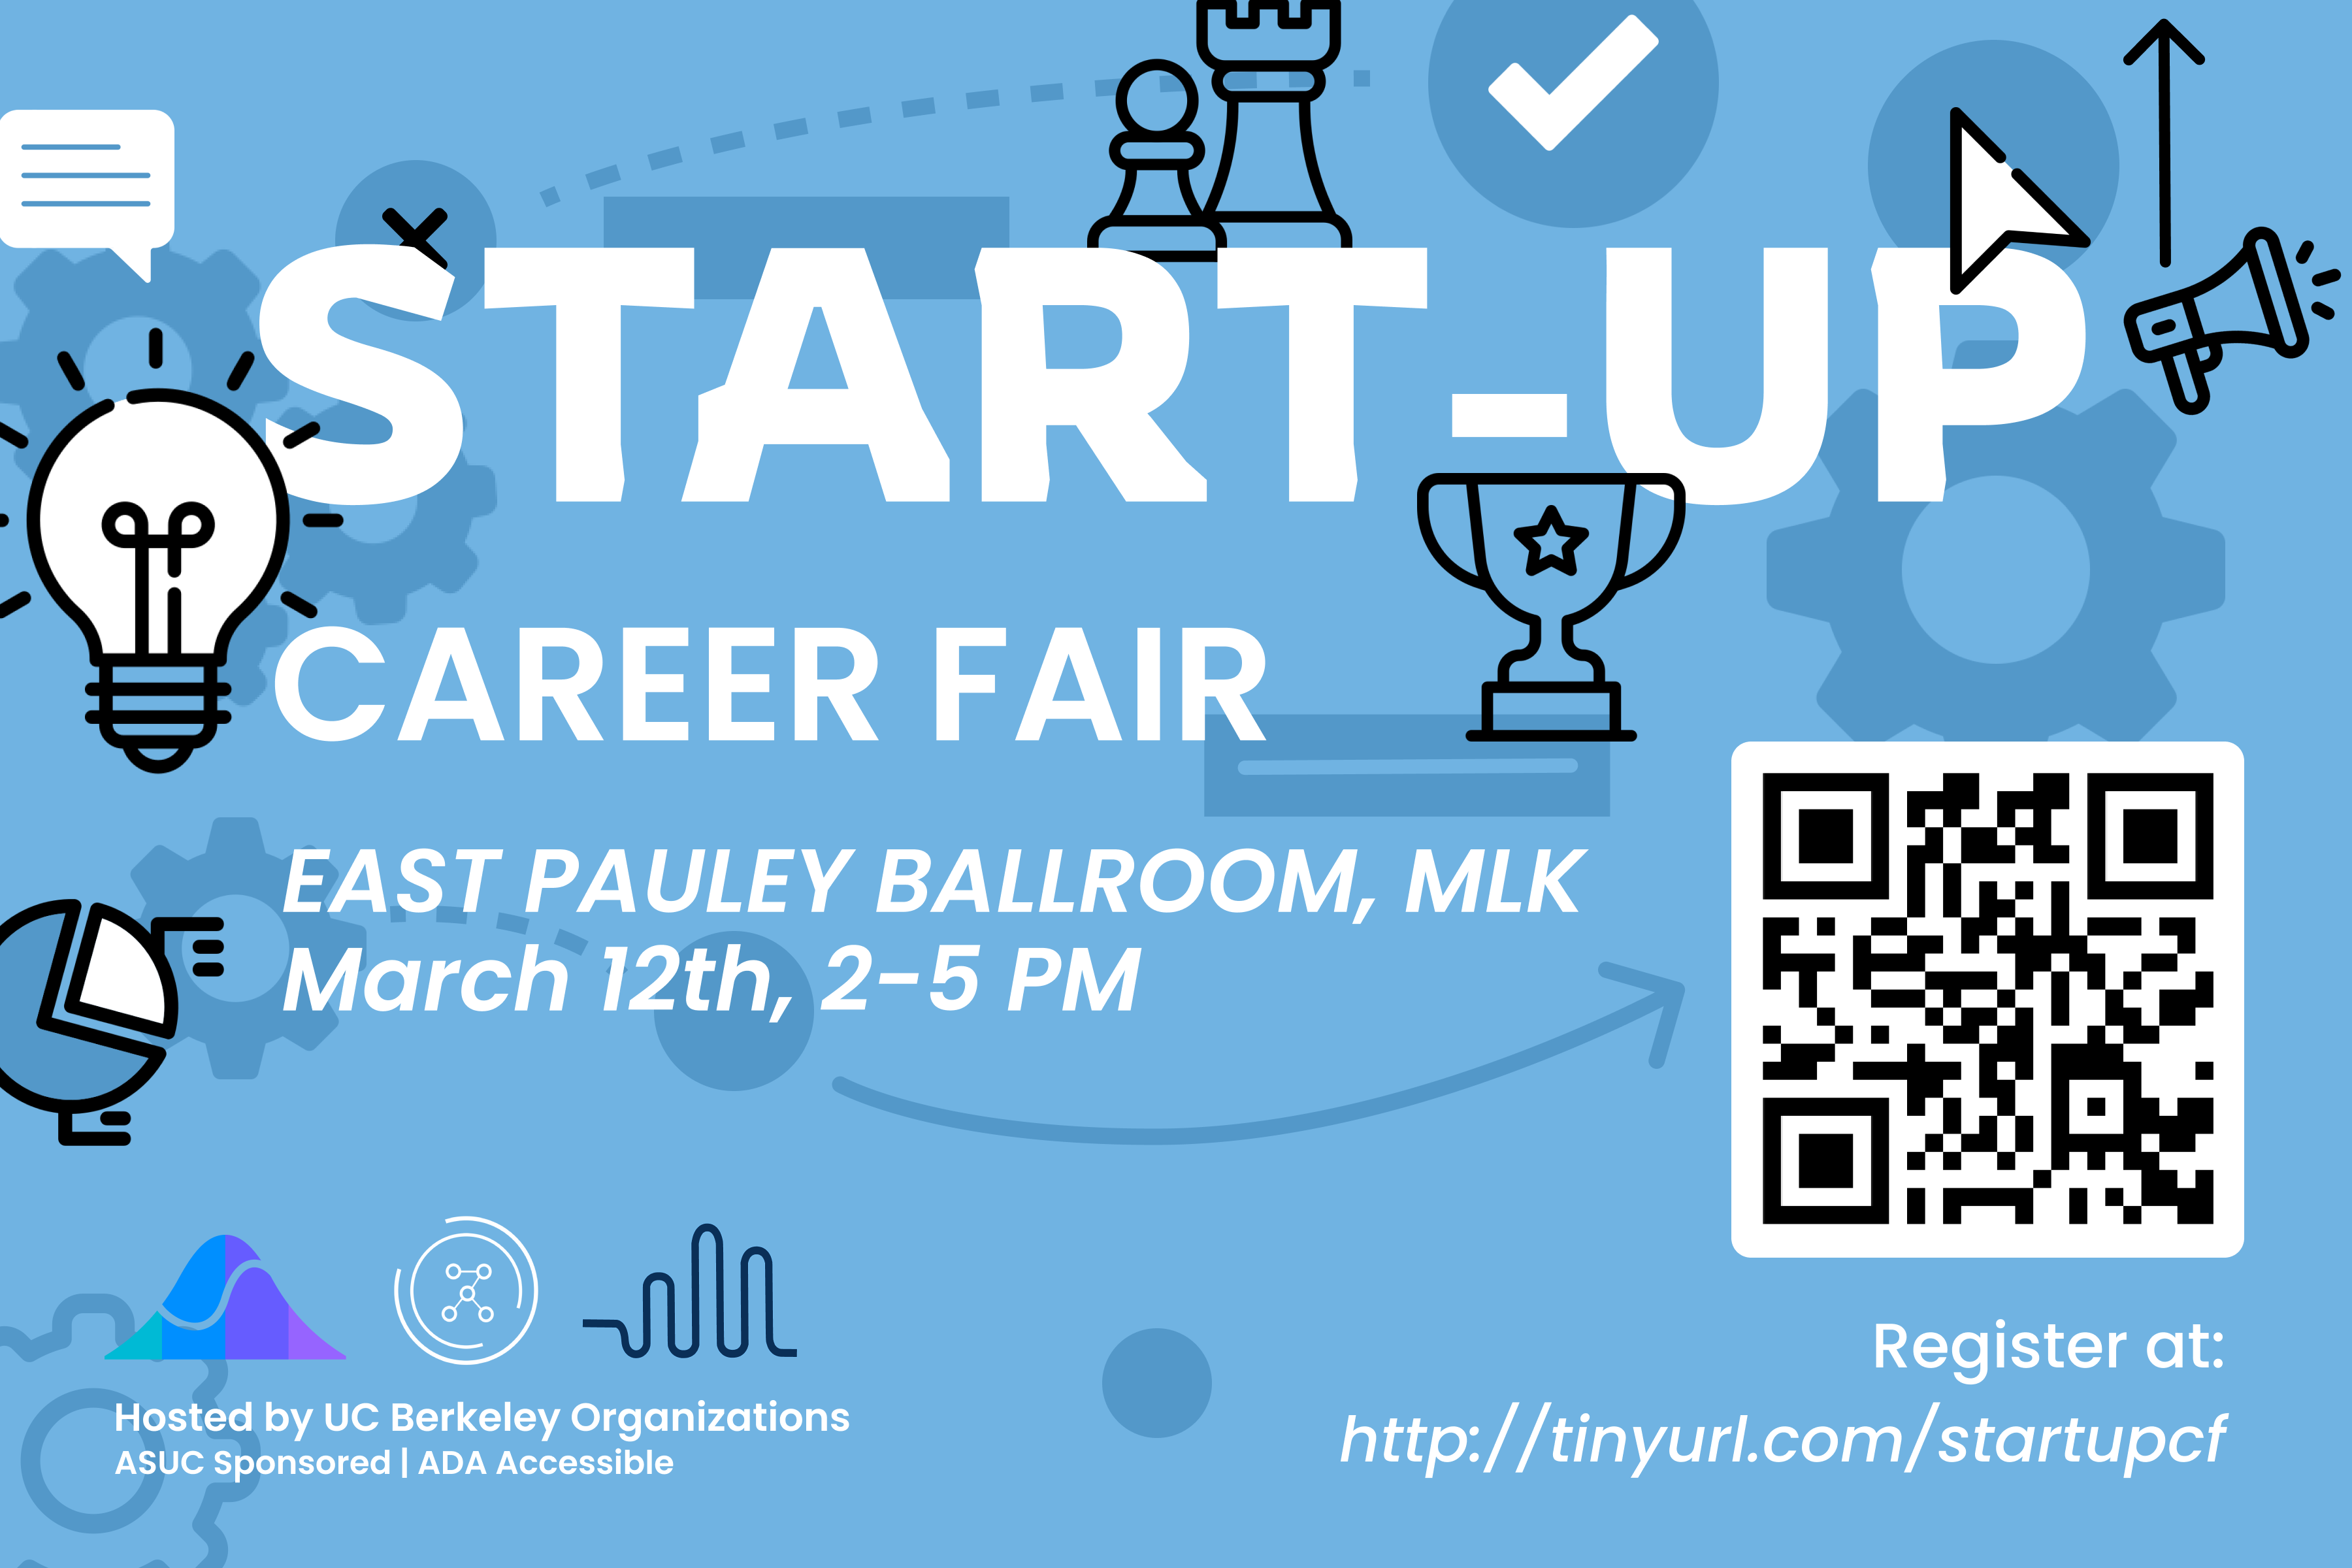 START-UP
CAREER FAIR
EAST PAULEY BALLROOM, MLK
March 12th, 2-5 PM
Hosted by UC Berkeley Organizations
ASUC Sponsored | ADA Accessible
Register at:
http://tinyurl.com/startupcf